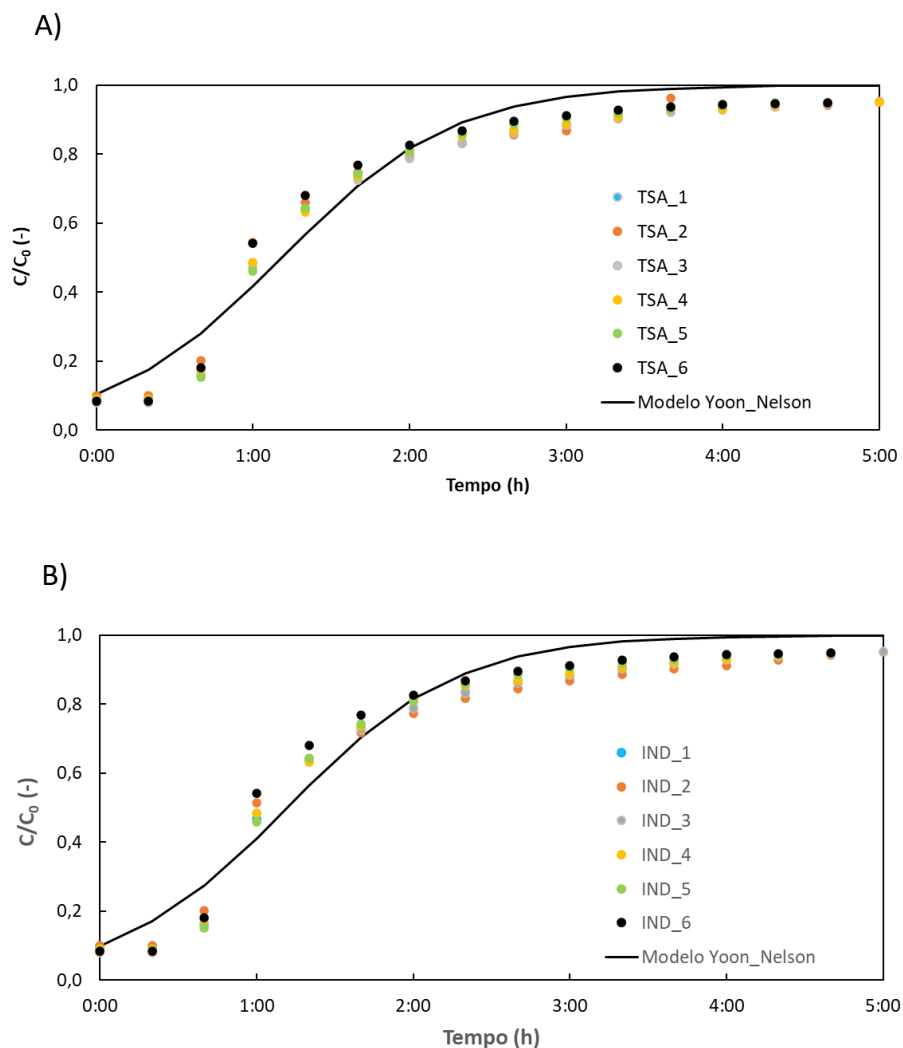 A)
1,0
0,8
0,6
0,4
0,2
0,0
C/C0 (-)
TSA_1
TSA_2
TSA_3
TSA_4
TSA_5
TSA_6
Modelo Yoon_Nelson
0:00 1:00 2:00 3:00 4:00 5:00
Tempo (h)
B)
1,0
0,8
0,6
0,4
0,2
0,0
C/C0 (-)
IND_1
IND_2
IND_3
IND_4
IND_5
IND_6
Modelo Yoon_Nelson
0:00 1:00 2:00 3:00 4:00 5:00
Tempo (h)